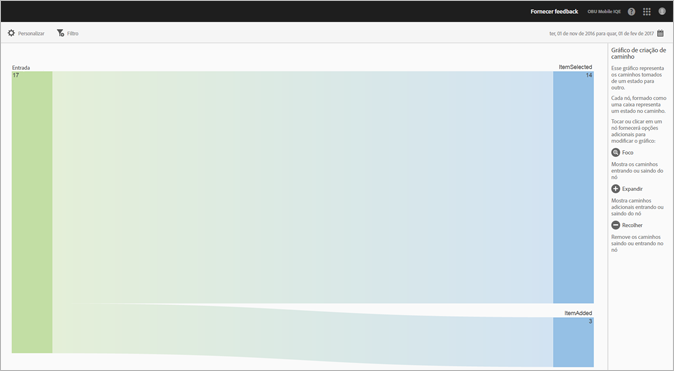 Fornecer feedback OBU Mobile IQE
Personalizar Filtro ter, 01 de nov de 2016 para quar, 01 de fev de 2017
Entrada
17
ItemSelected
14
ItemAdded
3
Gráfico de criação de
caminho
Esse gráfico representa
os caminhos tomados
de um estado para
outro.
Cada nó, formado como
uma caixa representa
um estado no caminho.
Tocar ou clicar em um
nó fornecerá opções
adicionais para
modificar o gráfico:
Foco
Mostra os caminhos
entrando ou saindo do
nó
Expandir
Mostra caminhos
adicionais entrando ou
saindo do nó
Recolher
Remove os caminhos
saindo ou entrando no
nó